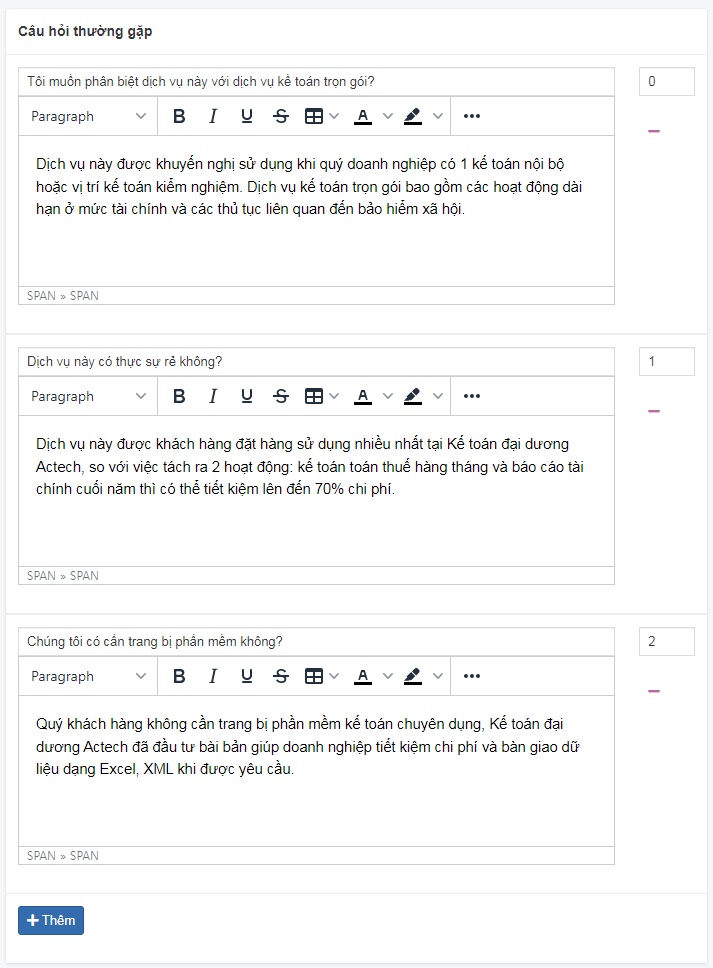 Câu hỏi thường gặp
Tôi muốn phân biệt dịch vụ này với dịch vụ kế toán trọn gói?
0
Paragraph B I U S A •••
Dịch vụ này được khuyến nghị sử dụng khi quý doanh nghiệp có 1 kế toán nội bộ
hoặc vị trí kế toán kiểm nghiệm. Dịch vụ kế toán trọn gói bao gồm các hoạt động dài
hạn ở mức tài chính và các thủ tục liên quan đến bảo hiểm xã hội.
SPAN » SPAN
Dịch vụ này có thực sự rẻ không?
1
Paragraph B I U S A •••
Dịch vụ này được khách hàng đặt hàng sử dụng nhiều nhất tại Kế toán đại dương
Actech, so với việc tách ra 2 hoạt động: kế toán toán thuế hàng tháng và báo cáo tài
chính cuối năm thì có thể tiết kiệm lên đến 70% chi phí.
SPAN » SPAN
Chúng tôi có cần trang bị phần mềm không?
2
Paragraph B I U S A •••
Quý khách hàng không cần trang bị phần mềm kế toán chuyên dụng, Kế toán đại
dương Actech đã đầu tư bài bản giúp doanh nghiệp tiết kiệm chi phí và bàn giao dữ
liệu dạng Excel, XML khi được yêu cầu.
SPAN » SPAN
+ Thêm